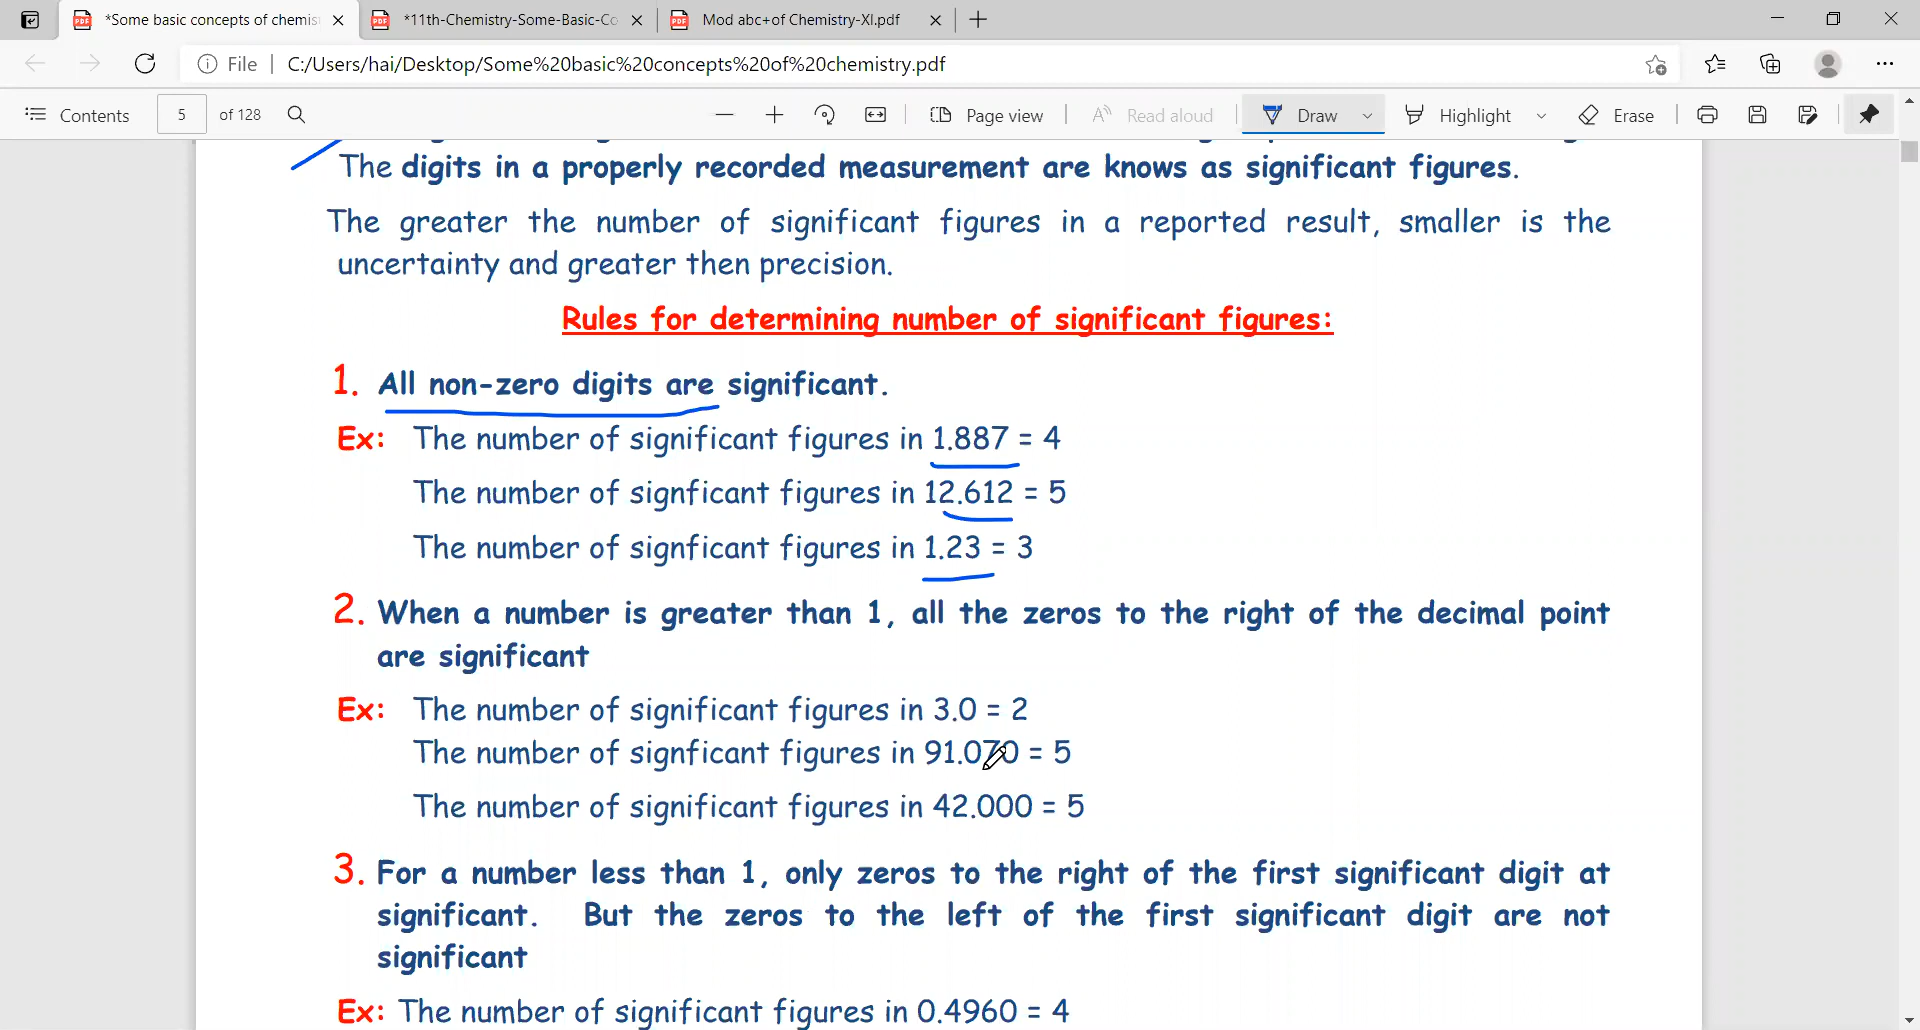 *Some basic concepts of chemis
*11th-Chemistry-Some-Basic-Co
Mod abc+of Chemistry-XI.pdf
File
C:/Users/hai/Desktop/Some%20basic%20concepts%20of%20chemistry.pdf
Contents
5
of 128
Page view
Read aloud
Draw
Highlight
Erase
The digits in a properly recorded measurement are knows as significant figures.
The greater the number of significant figures in a reported result, smaller is the
uncertainty and greater then precision.
Rules for determining number of significant figures:
1. All non-zero digits are significant.
Ex: The number of significant figures in 1.887 = 4
The number of signficant figures in 12.612 = 5
The number of signficant figures in 1.23 = 3
2. When a number is greater than 1, all the zeros to the right of the decimal point
are significant
Ex: The number of significant figures in 3.0 = 2
The number of signficant figures in 91.070 = 5
The number of significant figures in 42.000 = 5
3. For a number less than 1, only zeros to the right of the first significant digit at
significant. But the zeros to the left of the first significant digit are not
significant
Ex: The number of significant figures in 0.4960 = 4